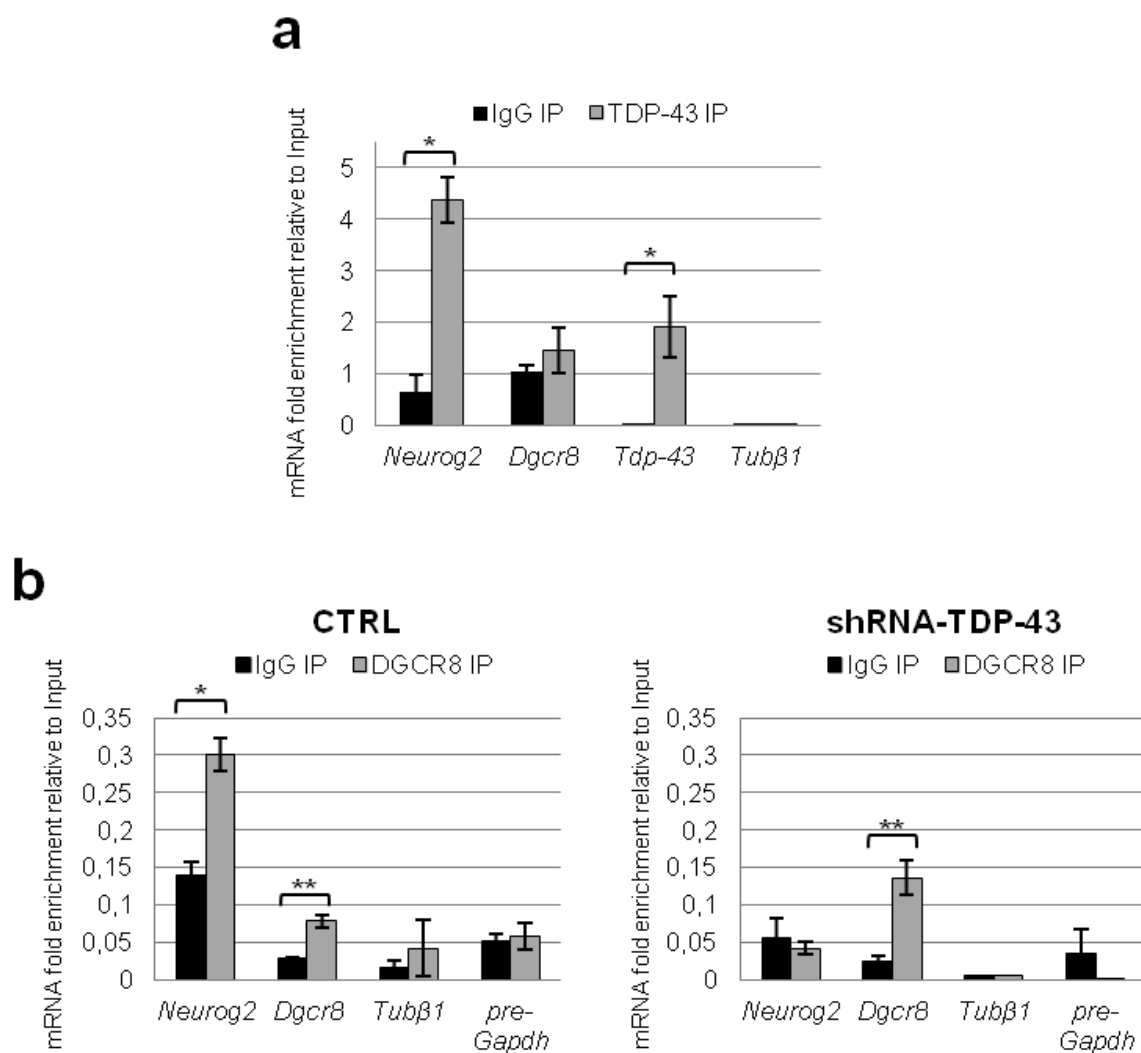 a
IgG IP TDP-43 IP
mRNA fold enrichment relative to Input
*
*
5
4
3
2
1
0
Neurog2 Dgcr8 Tdp-43 Tubβ1
b
CTRL
IgG IP DGCR8 IP
mRNA fold enrichment relative to Input
*
**
0,35
0,3
0,25
0,2
0,15
0,1
0,05
0
Neurog2 Dgcr8 Tubβ1 pre-
Gapdh
shRNA-TDP-43
IgG IP DGCR8 IP
mRNA fold enrichment relative to Input
**
0,35
0,3
0,25
0,2
0,15
0,1
0,05
0
Neurog2 Dgcr8 Tubβ1 pre-
Gapdh